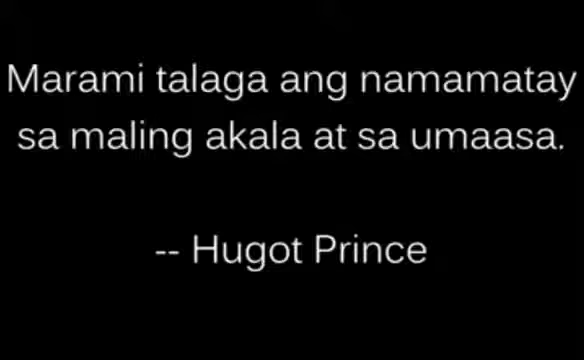 Marami talaga ang namamatay
sa maling akala at sa umaasa.
-- Hugot Prince